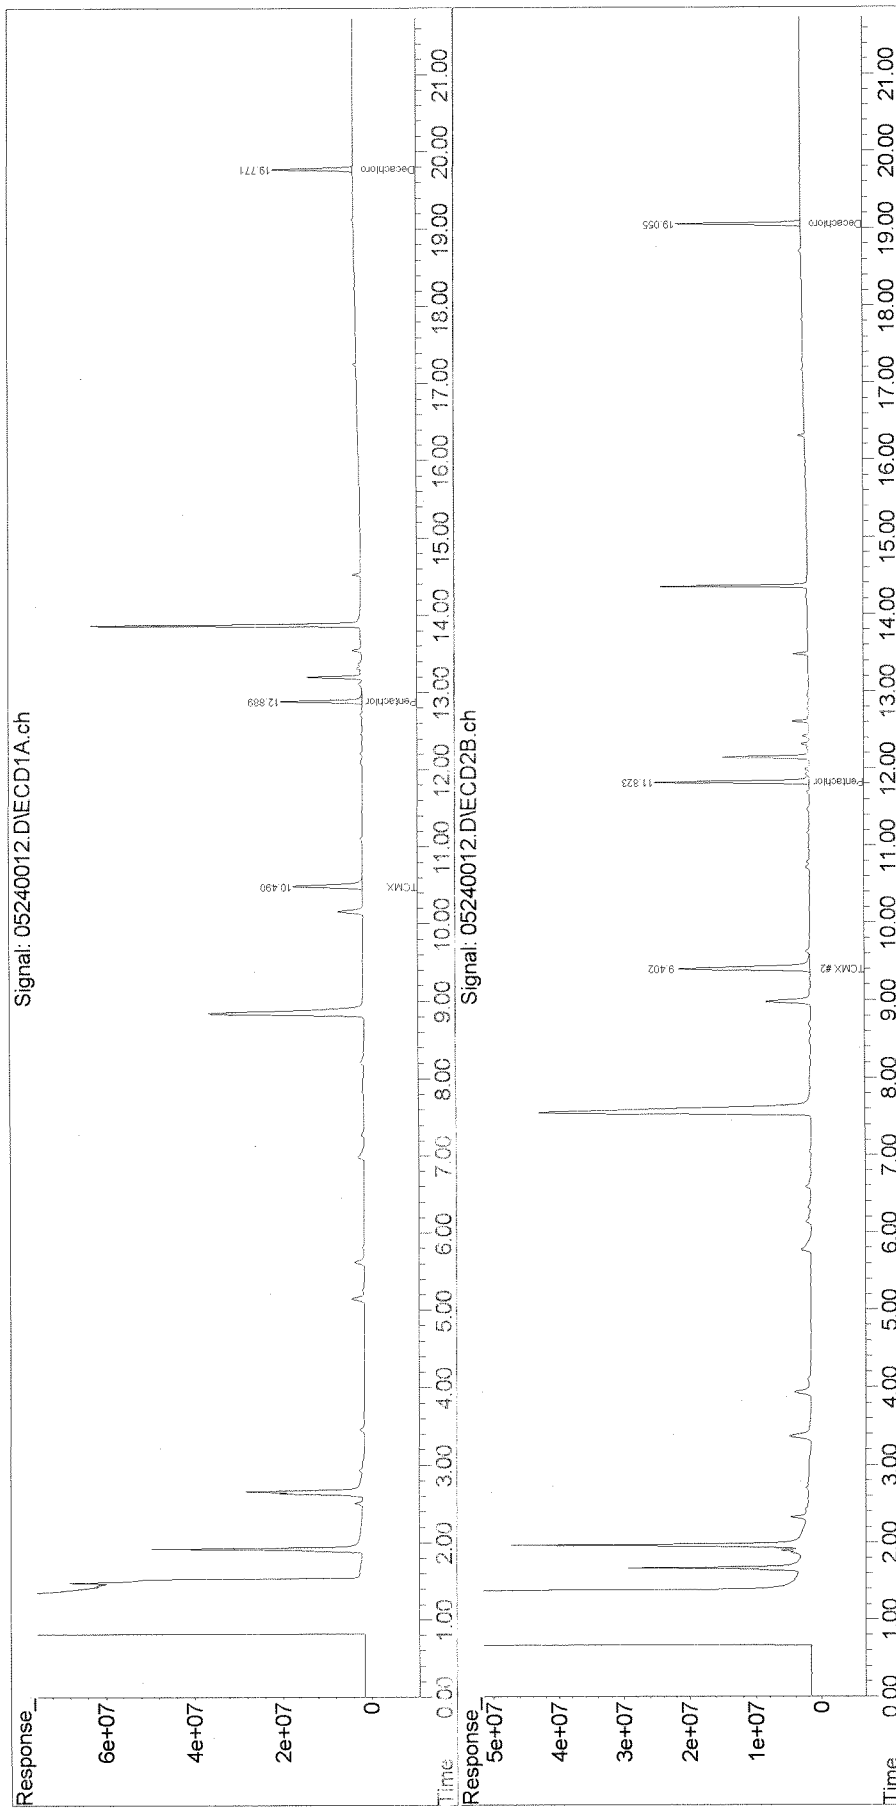 Signal: 05240012.D\ECD1A.ch
Response_
6e+07
4e+07
2e+07
0
10.490
12.889
19.771
TCMX
Pentachlor
Decachloro
Time
0.00 1.00 2.00 3.00 4.00 5.00 6.00 7.00 8.00 9.00 10.00 11.00 12.00 13.00 14.00 15.00 16.00 17.00 18.00 19.00 20.00 21.00
Signal: 05240012.D\ECD2B.ch
Response_
5e+07
4e+07
3e+07
2e+07
1e+07
0
9.402
11.823
19.055
TCMX #2
Pentachlor
Decachloro
Time
0.00 1.00 2.00 3.00 4.00 5.00 6.00 7.00 8.00 9.00 10.00 11.00 12.00 13.00 14.00 15.00 16.00 17.00 18.00 19.00 20.00 21.00